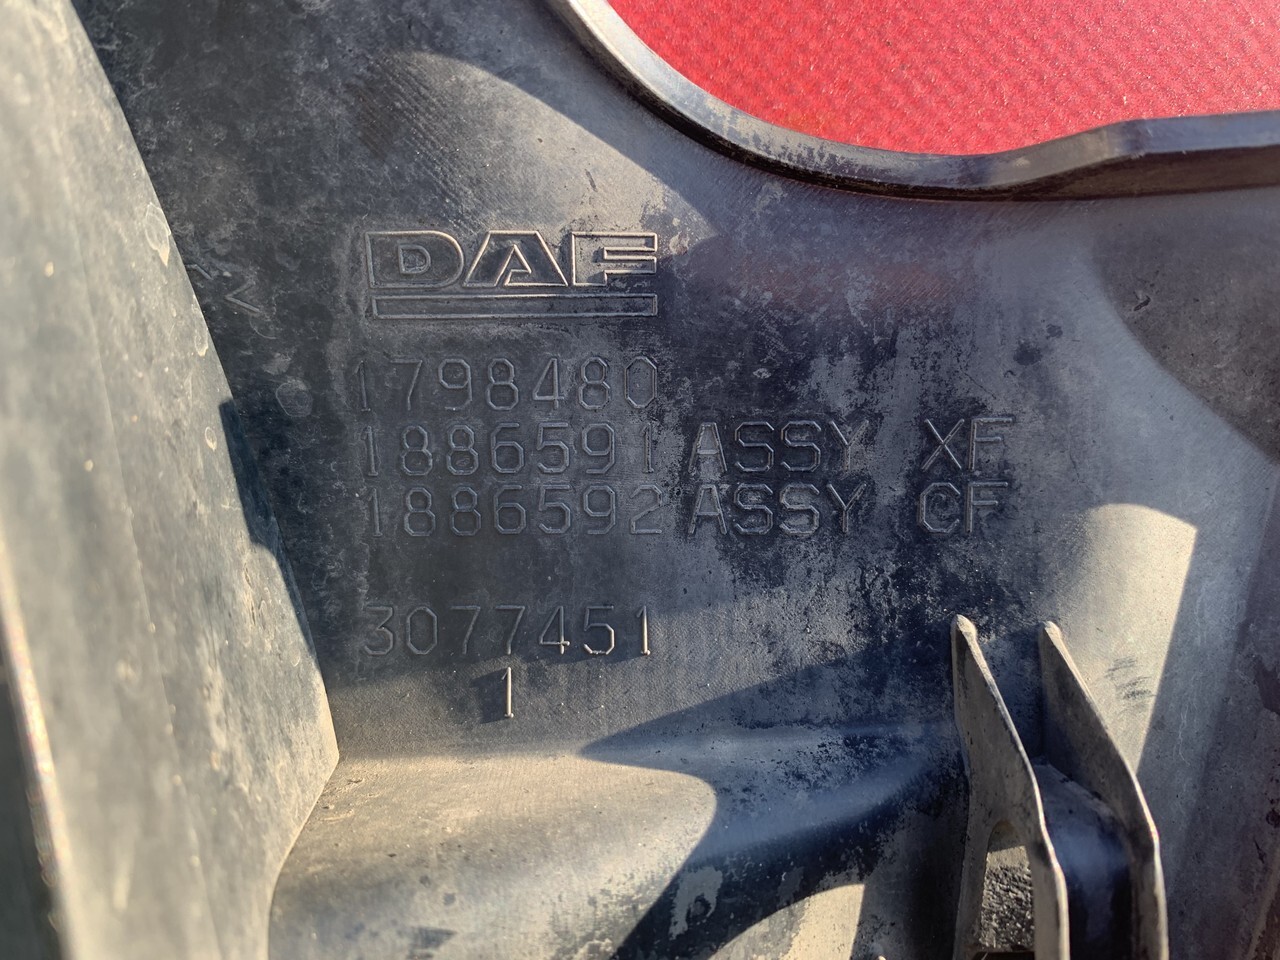 DAF
1798480
1886591 ASSY XF
1886592 ASSY CF
3077451
1